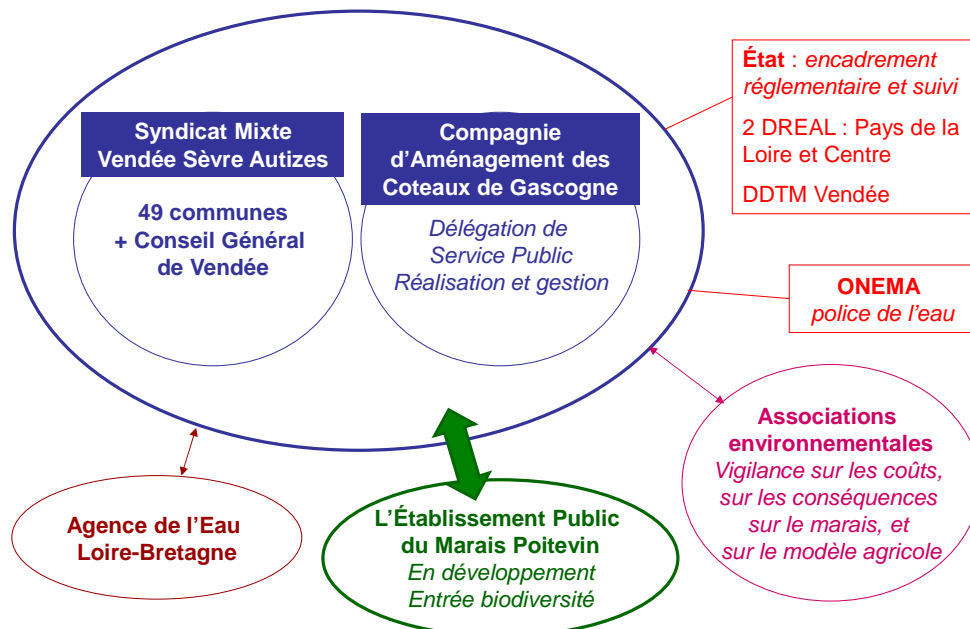 Syndicat Mixte
Vendée Sèvre Autizes
49 communes
+ Conseil Général
de Vendée
Compagnie
d'Aménagement des
Coteaux de Gascogne
Délégation de
Service Public
Réalisation et gestion
État : encadrement
réglementaire et suivi
2 DREAL : Pays de la
Loire et Centre
DDTM Vendée
ONEMA
police de l'eau
Associations
environnementales
Vigilance sur les coûts,
sur les conséquences
sur le marais, et
sur le modèle agricole
Agence de l'Eau
Loire-Bretagne
L'Établissement Public
du Marais Poitevin
En développement
Entrée biodiversité